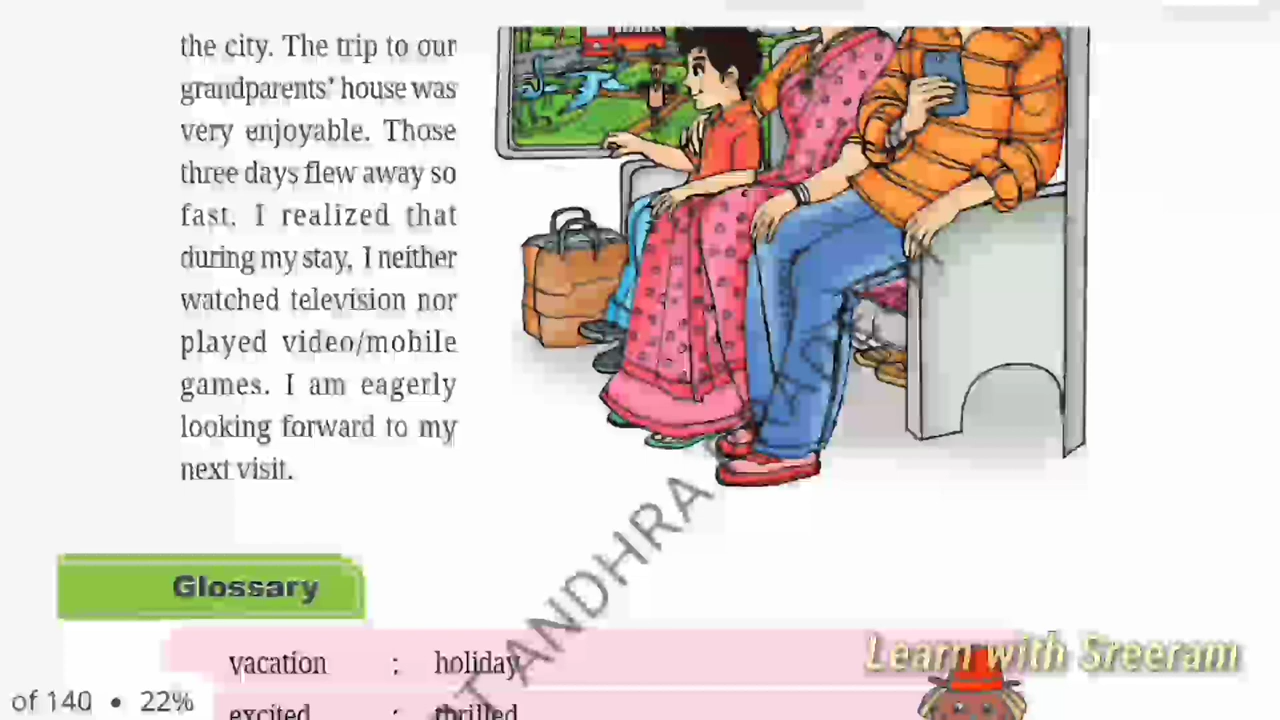 the city. The trip to our
grandparents' house was
very enjoyable. Those
three days flew away so
fast. I realized that
during my stay, I neither
watched television nor
played video/mobile
games. I am eagerly
looking forward to my
next visit.
ANDHRA
Glossary
vacation : holiday
Learn with Sreeram
of 140 • 22%
excited : thrilled